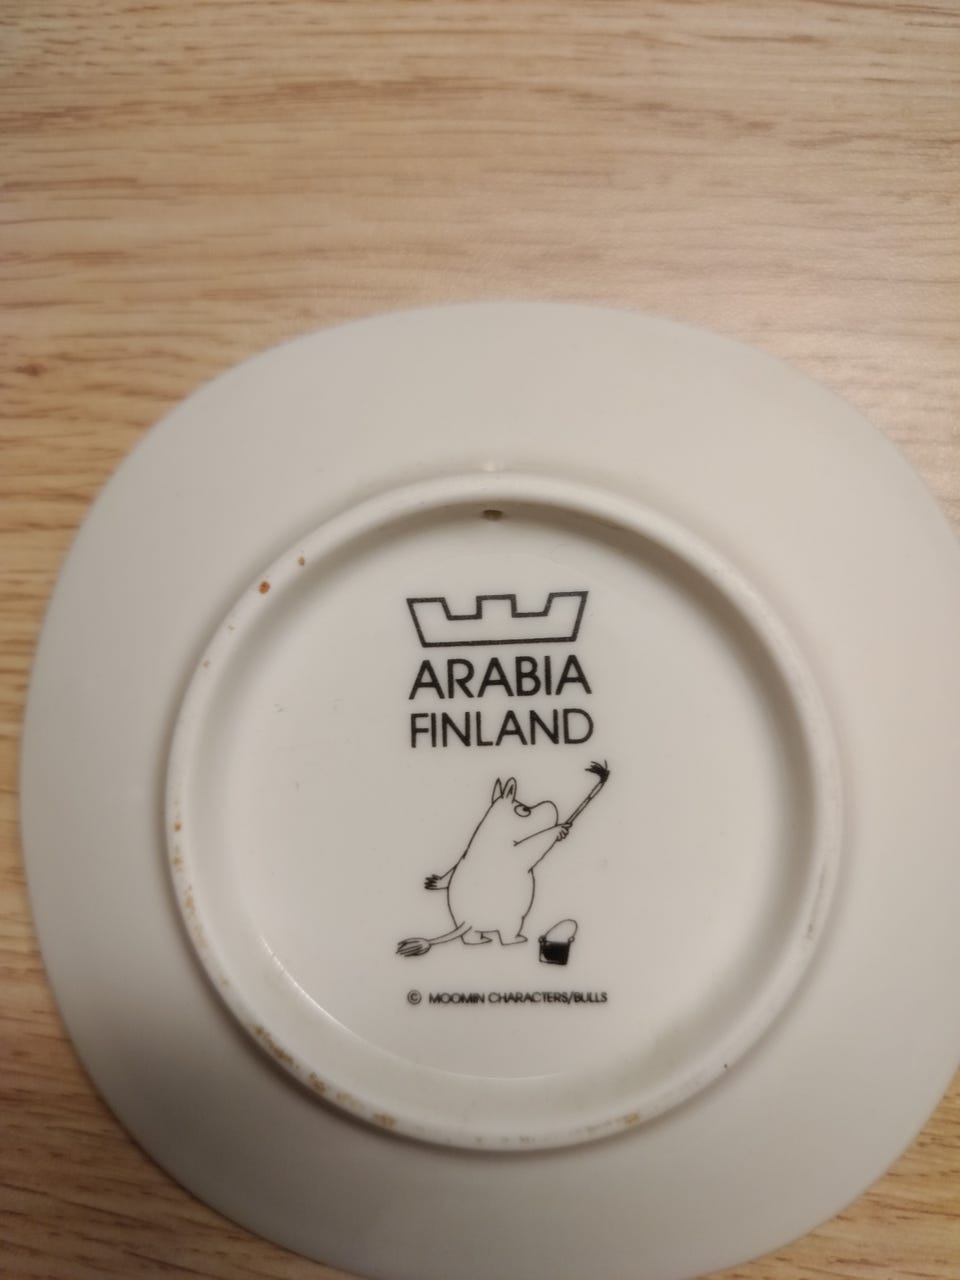 ARABIA
FINLAND
© MOOMIN CHARACTERS/BULLS